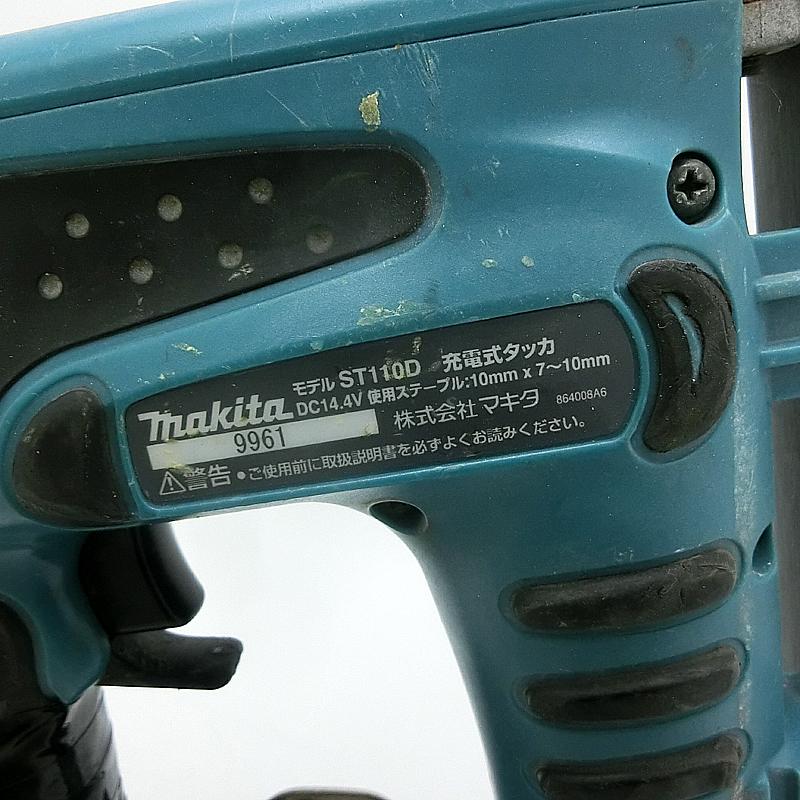 モデル ST110D 充電式タッカ
makita DC14.4V 使用ステープル:10mm x 7〜10mm
9961 株式会社マキタ 864008A6
⚠警告 ●ご使用前に取扱説明書を必ずよくお読みください。